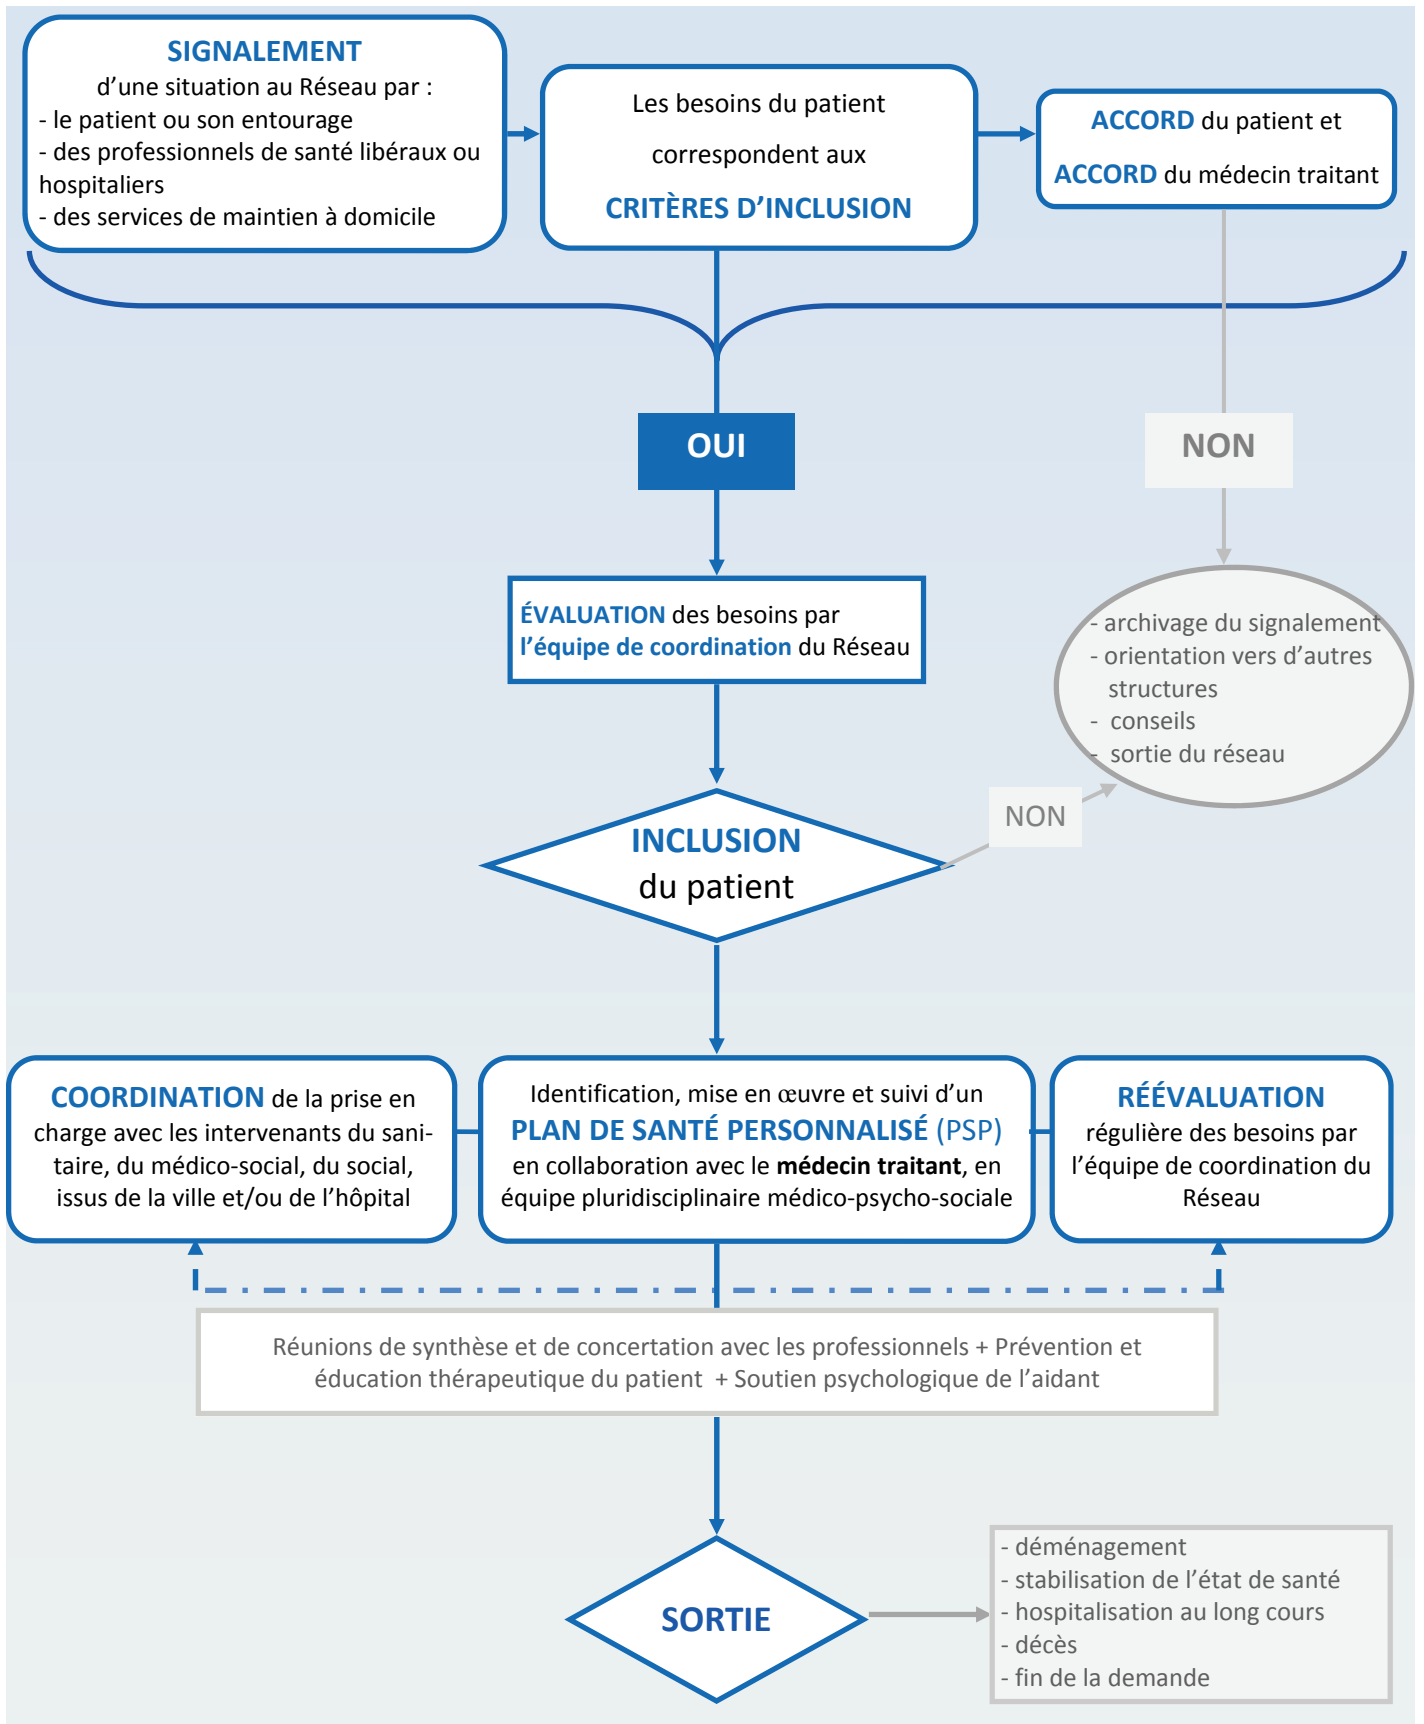 SIGNALEMENT
d’une situation au Réseau par :
- le patient ou son entourage
- des professionnels de santé libéraux ou
hospitaliers
- des services de maintien à domicile
Les besoins du patient
correspondent aux
CRITÈRES D’INCLUSION
ACCORD du patient et
ACCORD du médecin traitant
OUI
NON
ÉVALUATION des besoins par
l’équipe de coordination du Réseau
- archivage du signalement
- orientation vers d’autres
structures
- conseils
- sortie du réseau
NON
INCLUSION
du patient
COORDINATION de la prise en
charge avec les intervenants du sani-
taire, du médico-social, du social,
issus de la ville et/ou de l’hôpital
Identification, mise en œuvre et suivi d’un
PLAN DE SANTÉ PERSONNALISÉ (PSP)
en collaboration avec le médecin traitant, en
équipe pluridisciplinaire médico-psycho-sociale
RÉÉVALUATION
régulière des besoins par
l’équipe de coordination du
Réseau
Réunions de synthèse et de concertation avec les professionnels + Prévention et
éducation thérapeutique du patient + Soutien psychologique de l’aidant
SORTIE
- déménagement
- stabilisation de l’état de santé
- hospitalisation au long cours
- décès
- fin de la demande